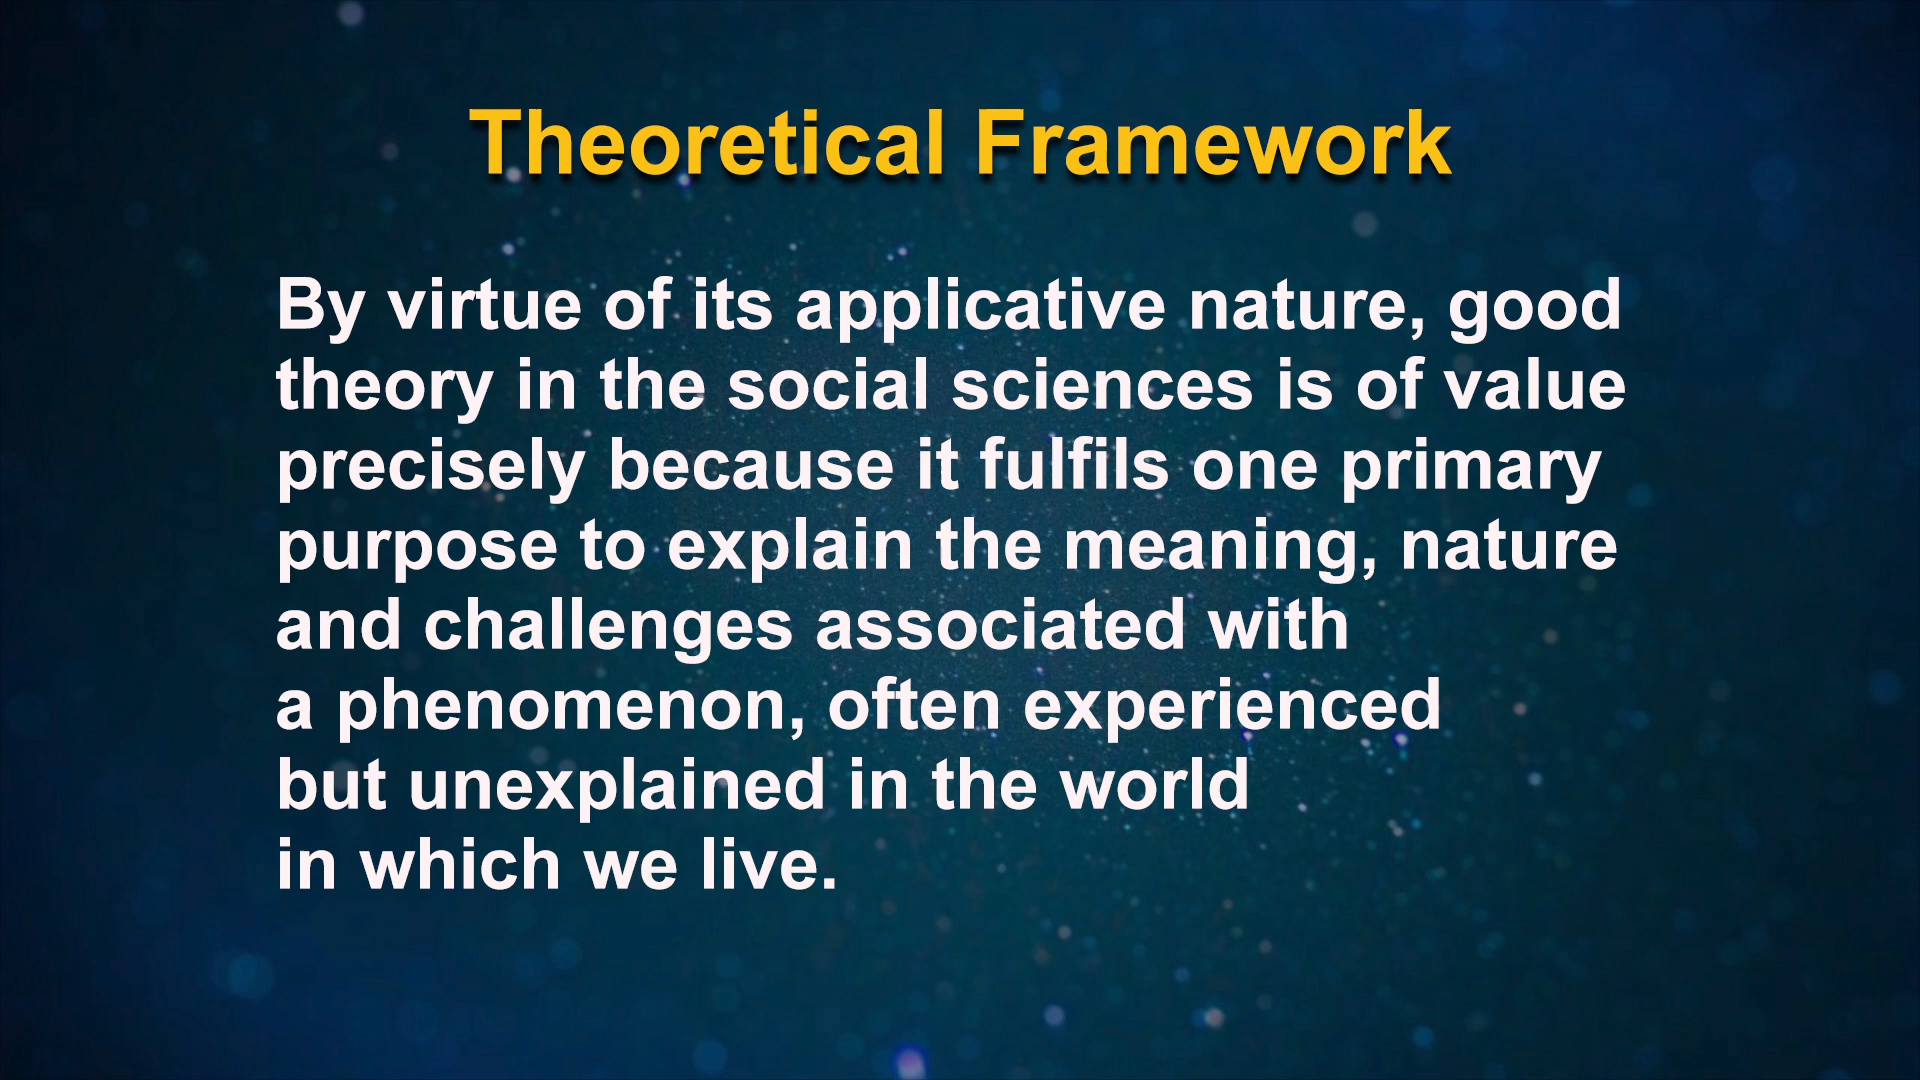 Theoretical Framework
By virtue of its applicative nature, good
theory in the social sciences is of value
precisely because it fulfils one primary
purpose to explain the meaning, nature
and challenges associated with
a phenomenon, often experienced
but unexplained in the world
in which we live.